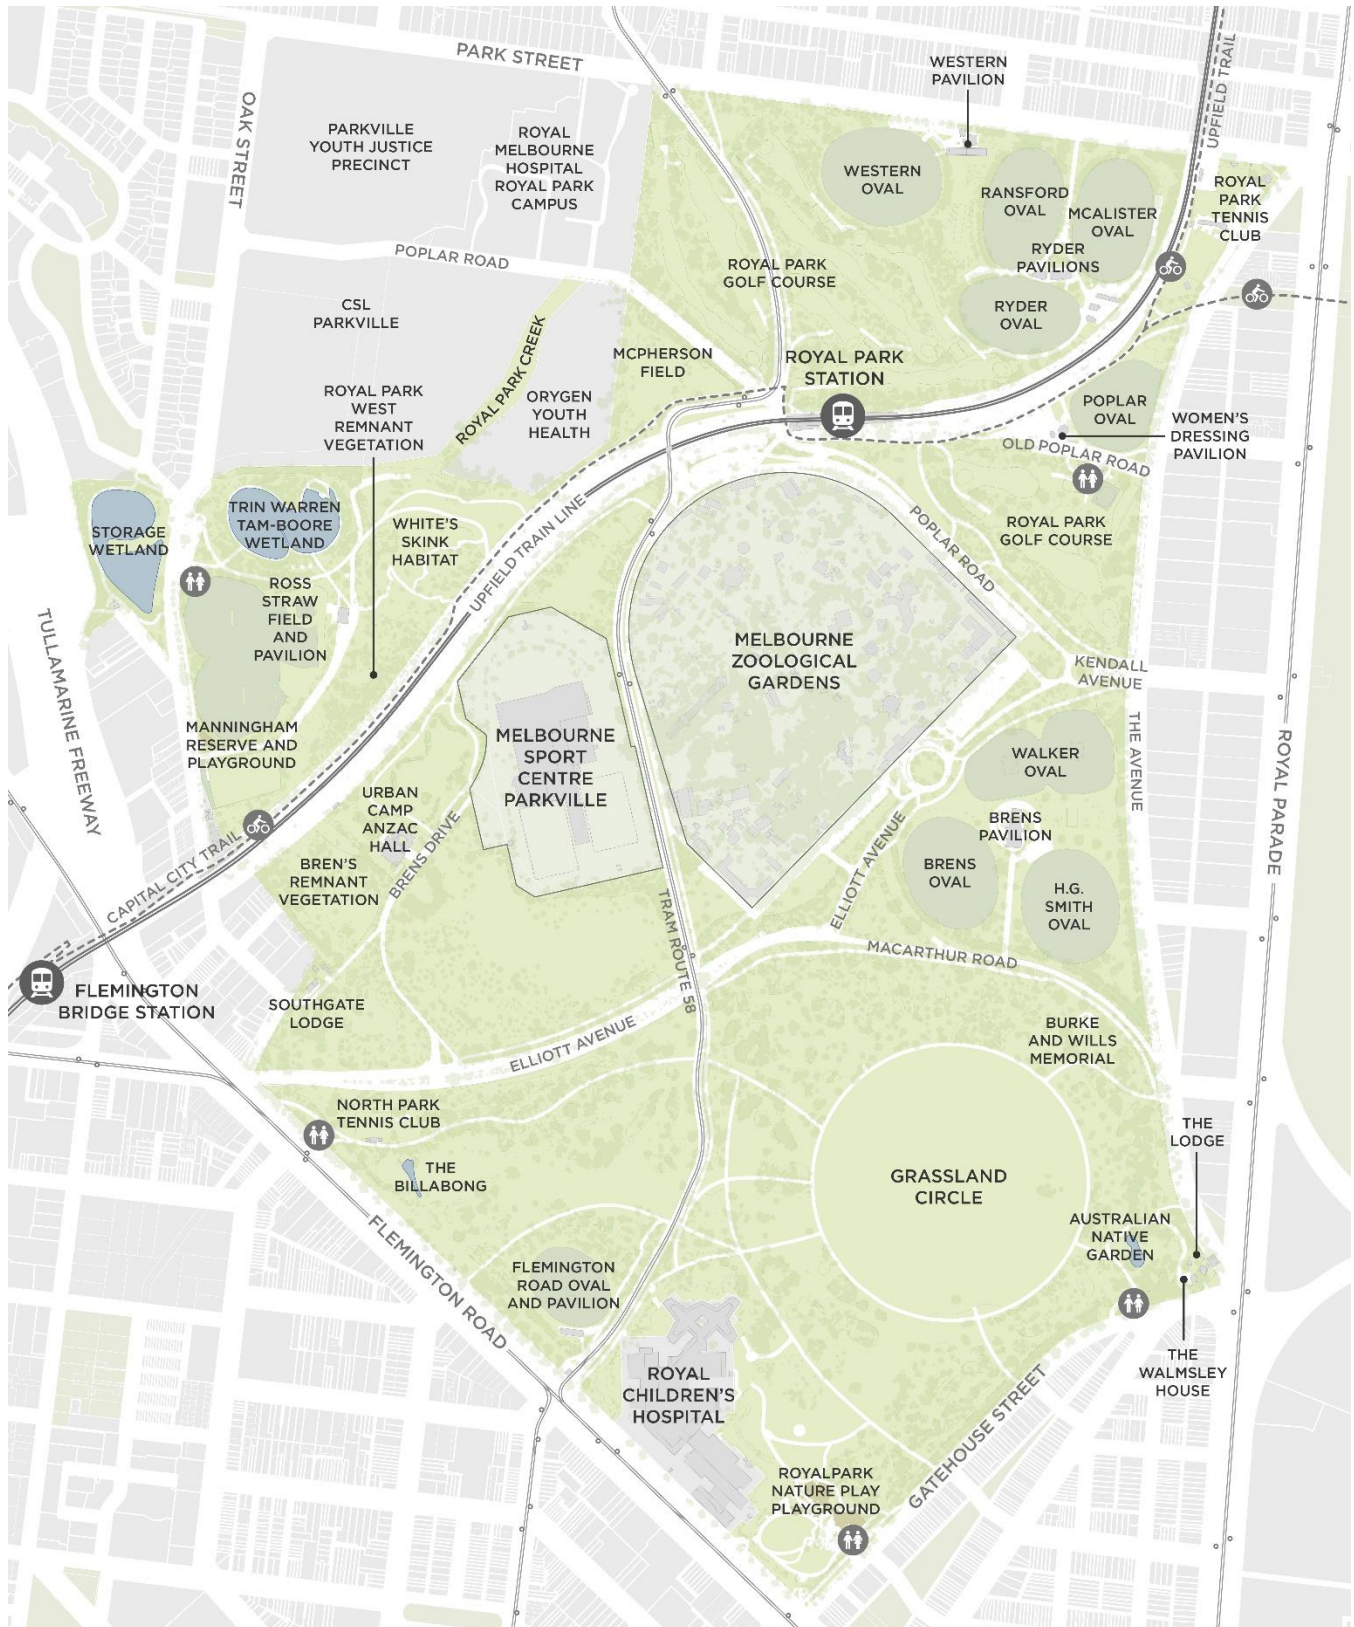 PARK STREET
WESTERN
PAVILION
UPFIELD TRAIL
OAK STREET
PARKVILLE
YOUTH JUSTICE
PRECINCT
ROYAL
MELBOURNE
HOSPITAL
ROYAL PARK
CAMPUS
WESTERN
OVAL
RANSFORD
OVAL
MCALISTER
OVAL
ROYAL
PARK
TENNIS
CLUB
RYDER
PAVILIONS
POPLAR ROAD
ROYAL PARK
GOLF COURSE
CSL
PARKVILLE
RYDER
OVAL
ROYAL PARK CREEK
MCPHERSON
FIELD
ROYAL PARK
STATION
ROYAL PARK
WEST
REMNANT
VEGETATION
ORYGEN
YOUTH
HEALTH
POPLAR
OVAL
WOMEN'S
DRESSING
PAVILION
OLD POPLAR ROAD
STORAGE
WETLAND
TRIN WARREN
TAM-BOORE
WETLAND
WHITE'S
SKINK
HABITAT
UPFIELD TRAIN LINE
POPLAR ROAD
ROYAL PARK
GOLF COURSE
ROSS
STRAW
FIELD
AND
PAVILION
TULLAMARINE FREEWAY
MELBOURNE
ZOOLOGICAL
GARDENS
KENDALL
AVENUE
MANNINGHAM
RESERVE AND
PLAYGROUND
MELBOURNE
SPORT
CENTRE
PARKVILLE
THE AVENUE
ROYAL PARADE
WALKER
OVAL
URBAN
CAMP
ANZAC
HALL
BRENS DRIVE
BRENS
PAVILION
CAPITAL CITY TRAIL
BREN'S
REMNANT
VEGETATION
ELLIOTT AVENUE
BRENS
OVAL
H.G.
SMITH
OVAL
TRAM ROUTE 58
MACARTHUR ROAD
FLEMINGTON
BRIDGE STATION
SOUTHGATE
LODGE
ELLIOTT AVENUE
BURKE
AND WILLS
MEMORIAL
NORTH PARK
TENNIS CLUB
THE
LODGE
THE
BILLABONG
GRASSLAND
CIRCLE
AUSTRALIAN
NATIVE
GARDEN
FLEMINGTON ROAD
FLEMINGTON
ROAD OVAL
AND PAVILION
ROYAL
CHILDREN'S
HOSPITAL
THE
WALMSLEY
HOUSE
GATEHOUSE STREET
ROYALPARK
NATURE PLAY
PLAYGROUND